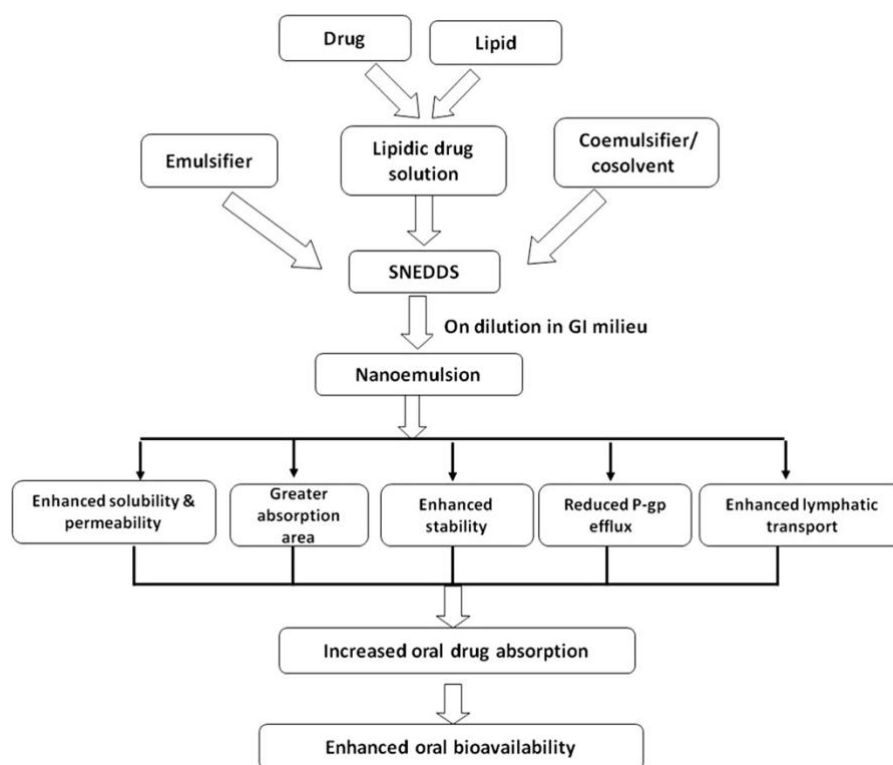 Drug
Lipid
Emulsifier
Lipidic drug
solution
Coemulsifier/
cosolvent
SNEDDS
On dilution in GI milieu
Nanoemulsion
Enhanced solubility &
permeability
Greater
absorption
area
Enhanced
stability
Reduced P-gp
efflux
Enhanced lymphatic
transport
Increased oral drug absorption
Enhanced oral bioavailability